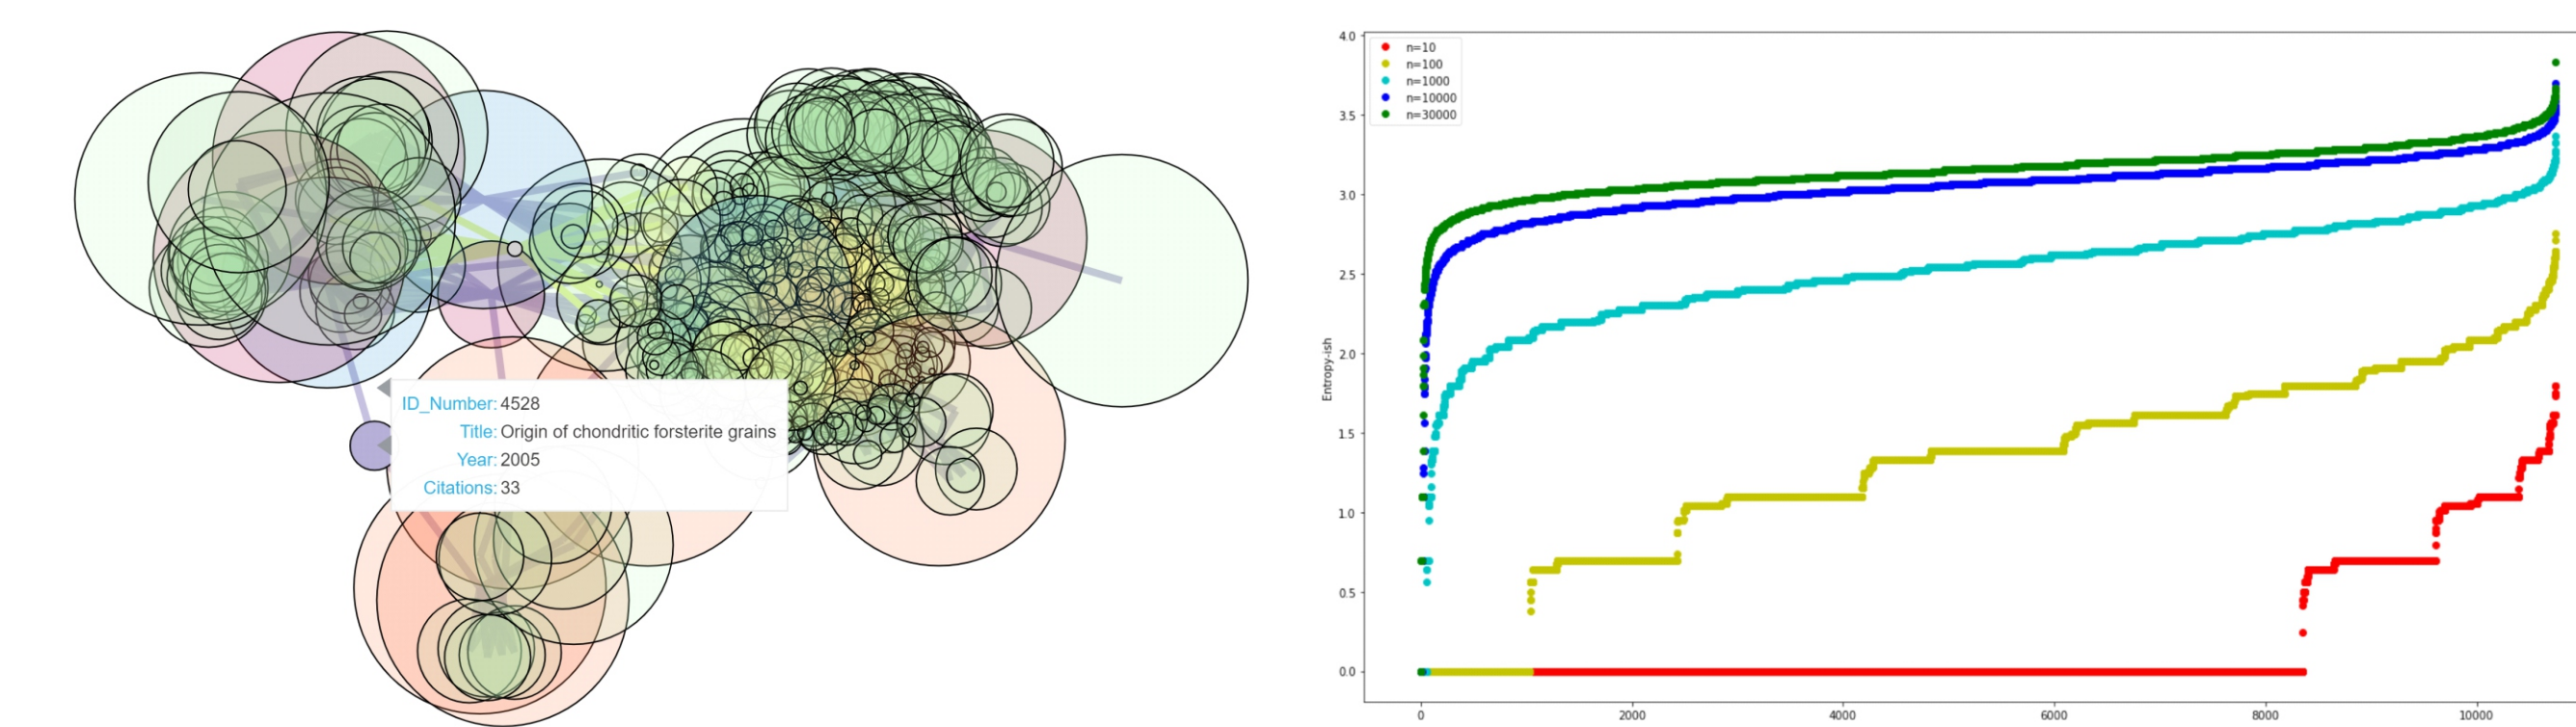 ID_Number: 4528
Title: Origin of chondritic forsterite grains
Year: 2005
Citations: 33
4.0
n=10
n=100
n=1000
n=10000
n=30000
3.5
3.0
2.5
2.0
Entropy-ish
1.5
1.0
0.5
0.0
0 2000 4000 6000 8000 10000